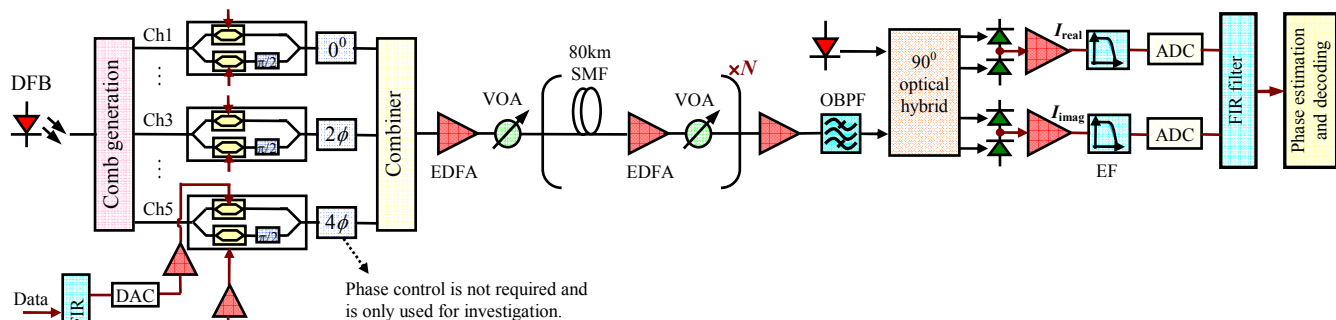 DFB
Comb generation
Ch1
...
Ch3
...
Ch5
π/2
0⁰
π/2
2ϕ
π/2
4ϕ
Combiner
Data
FIR
DAC
Phase control is not required and
is only used for investigation.
EDFA
VOA
80km
SMF
EDFA
VOA
×N
OBPF
90⁰
optical
hybrid
I_real
I_imag
EF
ADC
ADC
FIR filter
Phase estimation
and decoding